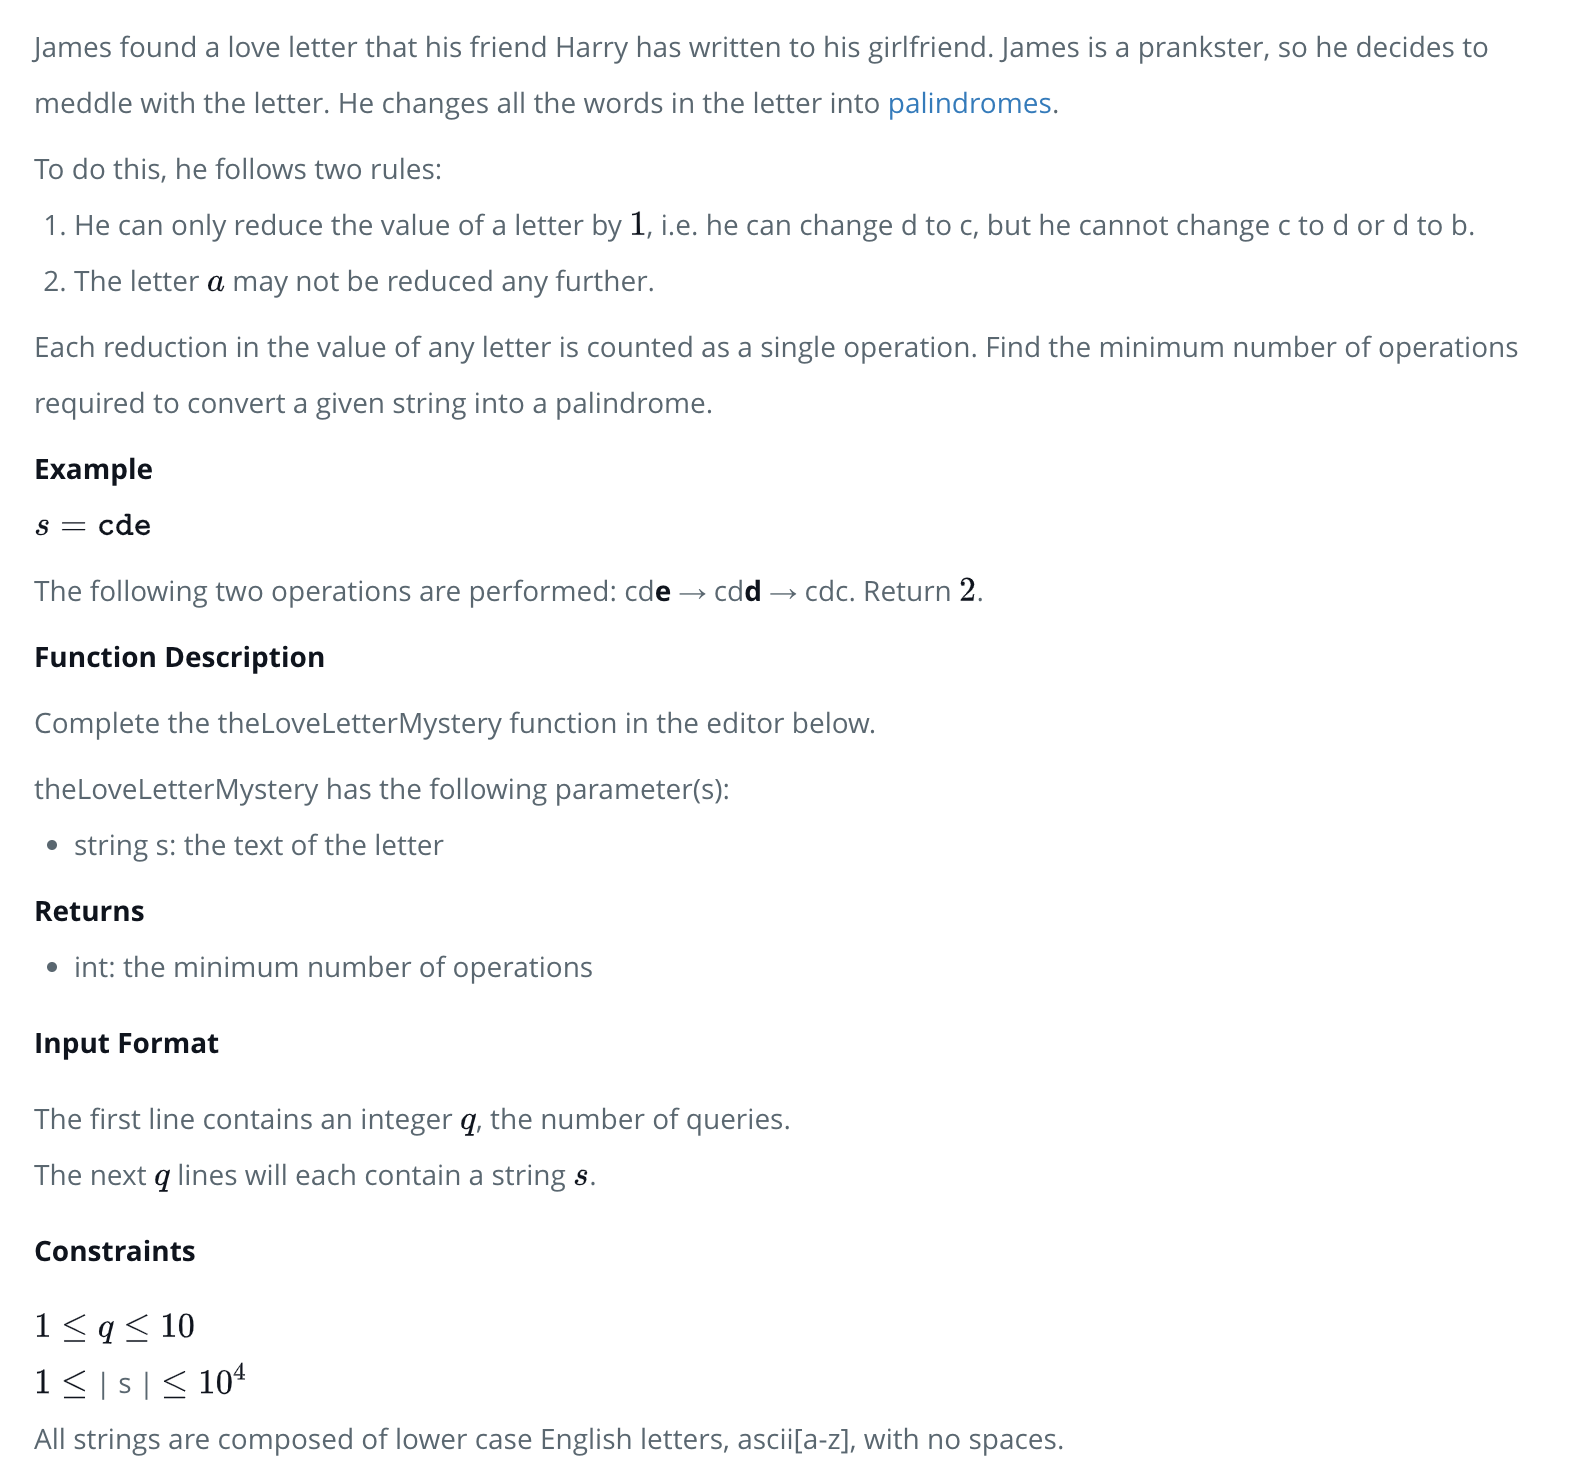 James found a love letter that his friend Harry has written to his girlfriend. James is a prankster, so he decides to
meddle with the letter. He changes all the words in the letter into palindromes.
To do this, he follows two rules:
1. He can only reduce the value of a letter by 1, i.e. he can change d to c, but he cannot change c to d or d to b.
2. The letter a may not be reduced any further.
Each reduction in the value of any letter is counted as a single operation. Find the minimum number of operations
required to convert a given string into a palindrome.
Example
s = cde
The following two operations are performed: cde → cdd → cdc. Return 2.
Function Description
Complete the theLoveLetterMystery function in the editor below.
theLoveLetterMystery has the following parameter(s):
• string s: the text of the letter
Returns
• int: the minimum number of operations
Input Format
The first line contains an integer q, the number of queries.
The next q lines will each contain a string s.
Constraints
1 ≤ q ≤ 10
1 ≤ | s | ≤ 10⁴
All strings are composed of lower case English letters, ascii[a-z], with no spaces.